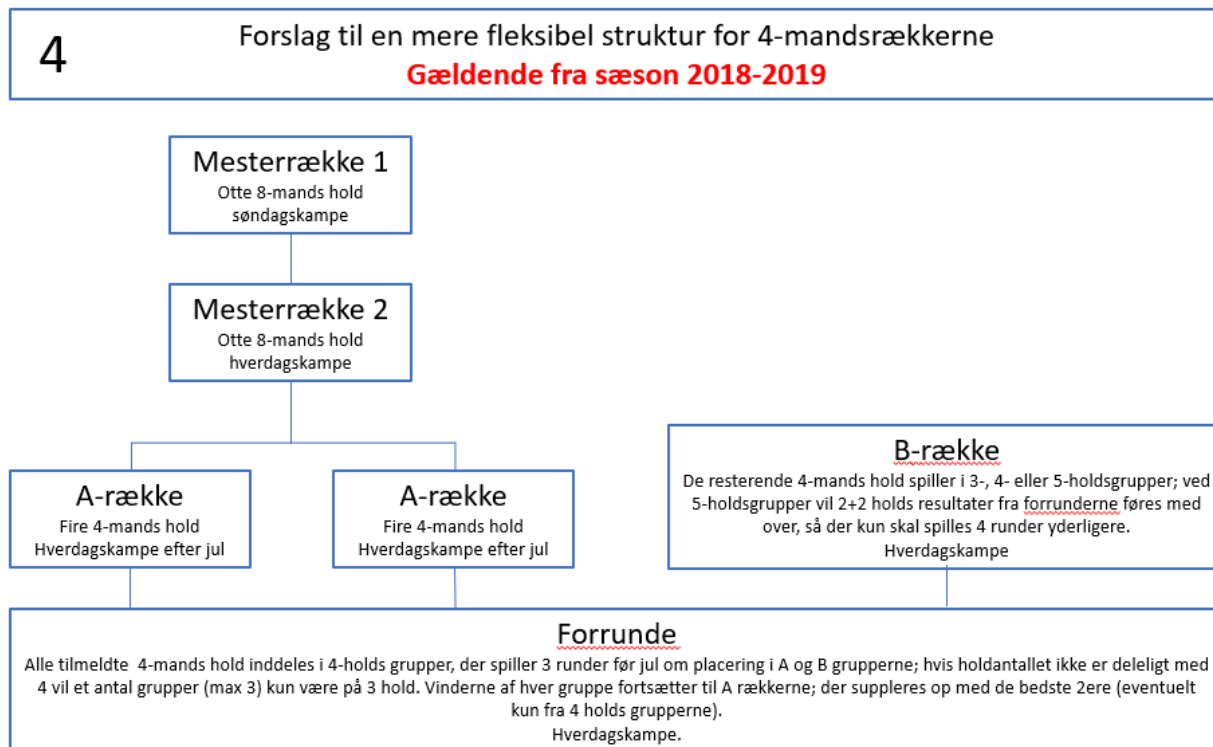 4
Forslag til en mere fleksibel struktur for 4-mandsrækkerne
Gældende fra sæson 2018-2019
Mesterrække 1
Otte 8-mands hold
søndagskampe
Mesterrække 2
Otte 8-mands hold
hverdagskampe
A-række
Fire 4-mands hold
Hverdagskampe efter jul
A-række
Fire 4-mands hold
Hverdagskampe efter jul
B-række
De resterende 4-mands hold spiller i 3-, 4- eller 5-holdsgrupper; ved
5-holdsgrupper vil 2+2 holds resultater fra forrunderne føres med
over, så der kun skal spilles 4 runder yderligere.
Hverdagskampe
Forrunde
Alle tilmeldte 4-mands hold inddeles i 4-holds grupper, der spiller 3 runder før jul om placering i A og B grupperne; hvis holdantallet ikke er deleligt med
4 vil et antal grupper (max 3) kun være på 3 hold. Vinderne af hver gruppe fortsætter til A rækkerne; der suppleres op med de bedste 2ere (eventuelt
kun fra 4 holds grupperne).
Hverdagskampe.